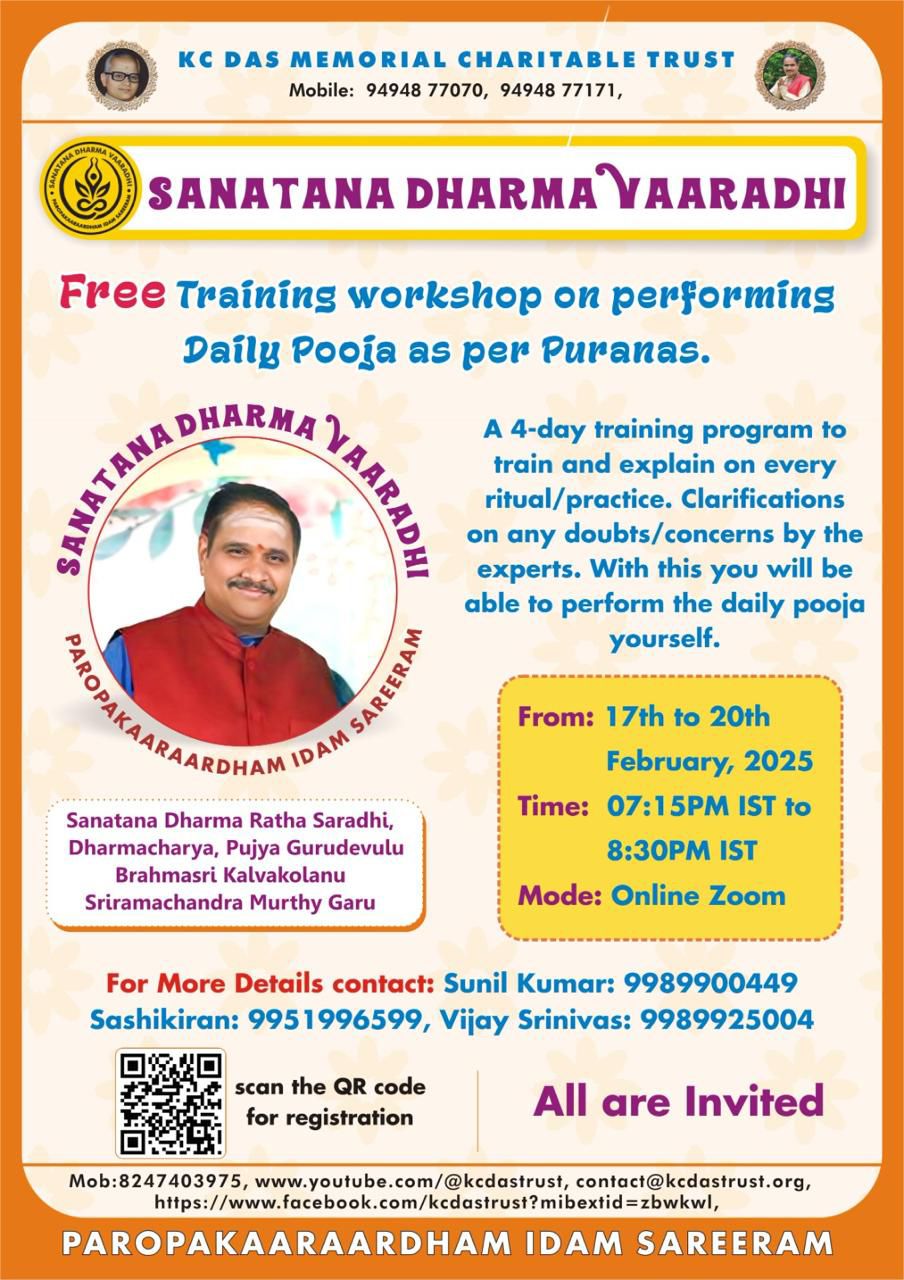 KC DAS MEMORIAL CHARITABLE TRUST
Mobile: 94948 77070, 94948 77171,
SANATANA DHARMA VAARADHI
PAROPAKAARAARDHAM IDAM SAREERAM
SANATANA DHARMA VAARADHI
Free Training workshop on performing
Daily Pooja as per Puranas.
SANATANA DHARMA VAARADHI
PAROPAKAARAARDHAM IDAM SAREERAM
A 4-day training program to
train and explain on every
ritual/practice. Clarifications
on any doubts/concerns by the
experts. With this you will be
able to perform the daily pooja
yourself.
From: 17th to 20th
February, 2025
Time: 07:15PM IST to
8:30PM IST
Mode: Online Zoom
Sanatana Dharma Ratha Saradhi,
Dharmacharya, Pujya Gurudevulu
Brahmasri Kalvakolanu
Sriramachandra Murthy Garu
For More Details contact: Sunil Kumar: 9989900449
Sashikiran: 9951996599, Vijay Srinivas: 9989925004
scan the QR code
for registration
All are Invited
Mob:8247403975, www.youtube.com/@kcdastrust, contact@kcdastrust.org,
https://www.facebook.com/kcdastrust?mibextid=zbwkwl,
PAROPAKAARAARDHAM IDAM SAREERAM